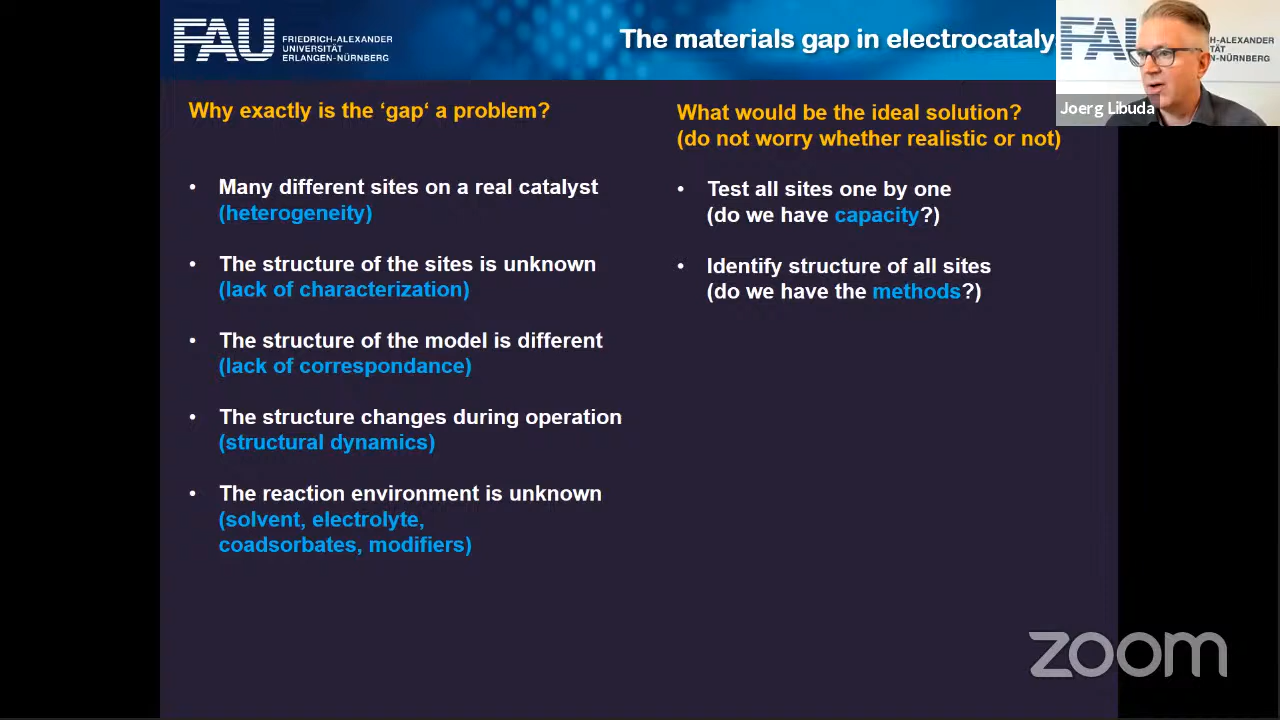 FAU
FRIEDRICH-ALEXANDER
UNIVERSITÄT
ERLANGEN-NÜRNBERG
The materials gap in electrocataly
FAU
CH-ALEXANDER
TÄT
N-NÜRNBERG
Joerg Libuda
Why exactly is the ‘gap‘ a problem?
• Many different sites on a real catalyst
(heterogeneity)
• The structure of the sites is unknown
(lack of characterization)
• The structure of the model is different
(lack of correspondance)
• The structure changes during operation
(structural dynamics)
• The reaction environment is unknown
(solvent, electrolyte,
coadsorbates, modifiers)
What would be the ideal solution?
(do not worry whether realistic or not)
• Test all sites one by one
(do we have capacity?)
• Identify structure of all sites
(do we have the methods?)
zoom